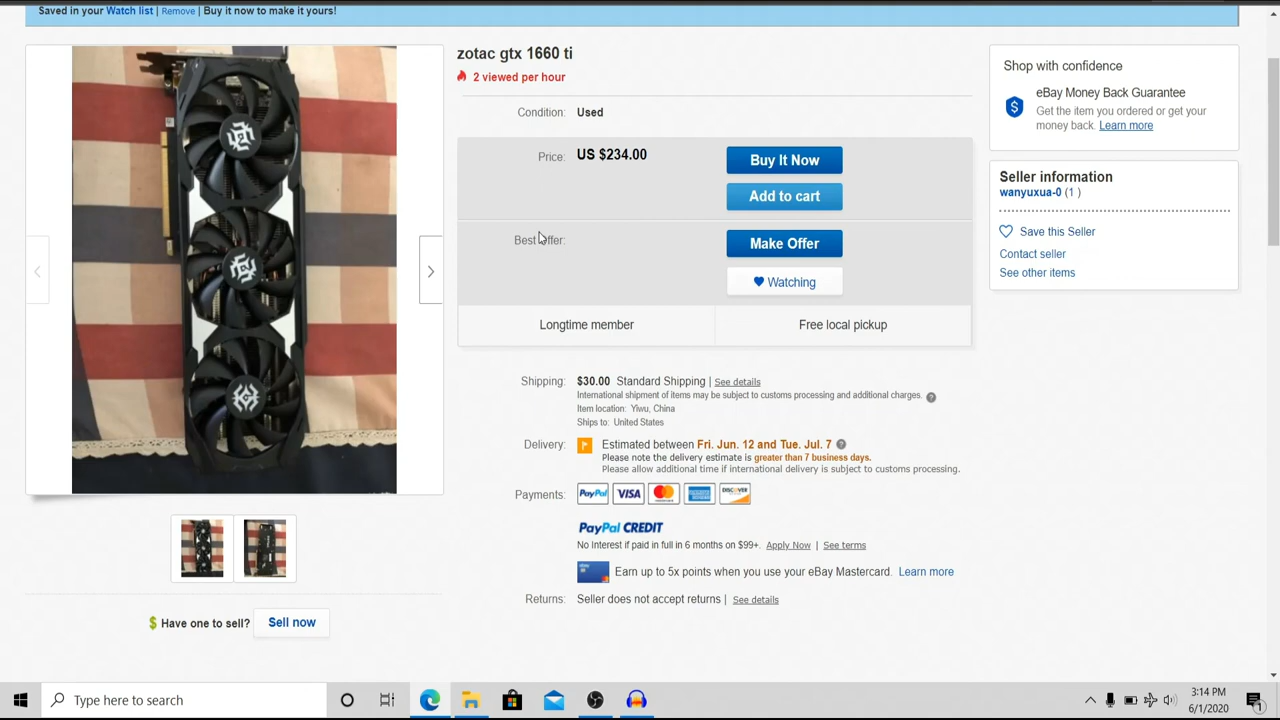 Saved in your Watch list | Remove | Buy it now to make it yours!
zotac gtx 1660 ti
2 viewed per hour
Condition: Used
Price: US $234.00
Buy It Now
Add to cart
Best Offer:
Make Offer
Watching
Longtime member
Free local pickup
Shipping: $30.00 Standard Shipping | See details
International shipment of items may be subject to customs processing and additional charges. ?
Item location: Yiwu, China
Ships to: United States
Delivery: Estimated between Fri. Jun. 12 and Tue. Jul. 7 ?
Please note the delivery estimate is greater than 7 business days.
Please allow additional time if international delivery is subject to customs processing.
Payments: PayPal VISA MasterCard AMERICAN EXPRESS DISCOVER
PayPal CREDIT
No Interest if paid in full in 6 months on $99+. Apply Now | See terms
Earn up to 5x points when you use your eBay Mastercard. Learn more
Returns: Seller does not accept returns | See details
Shop with confidence
eBay Money Back Guarantee
Get the item you ordered or get your
money back. Learn more
Seller information
wanyuxua-0 (1 )
Save this Seller
Contact seller
See other items
$ Have one to sell? Sell now
Type here to search
3:14 PM
6/1/2020